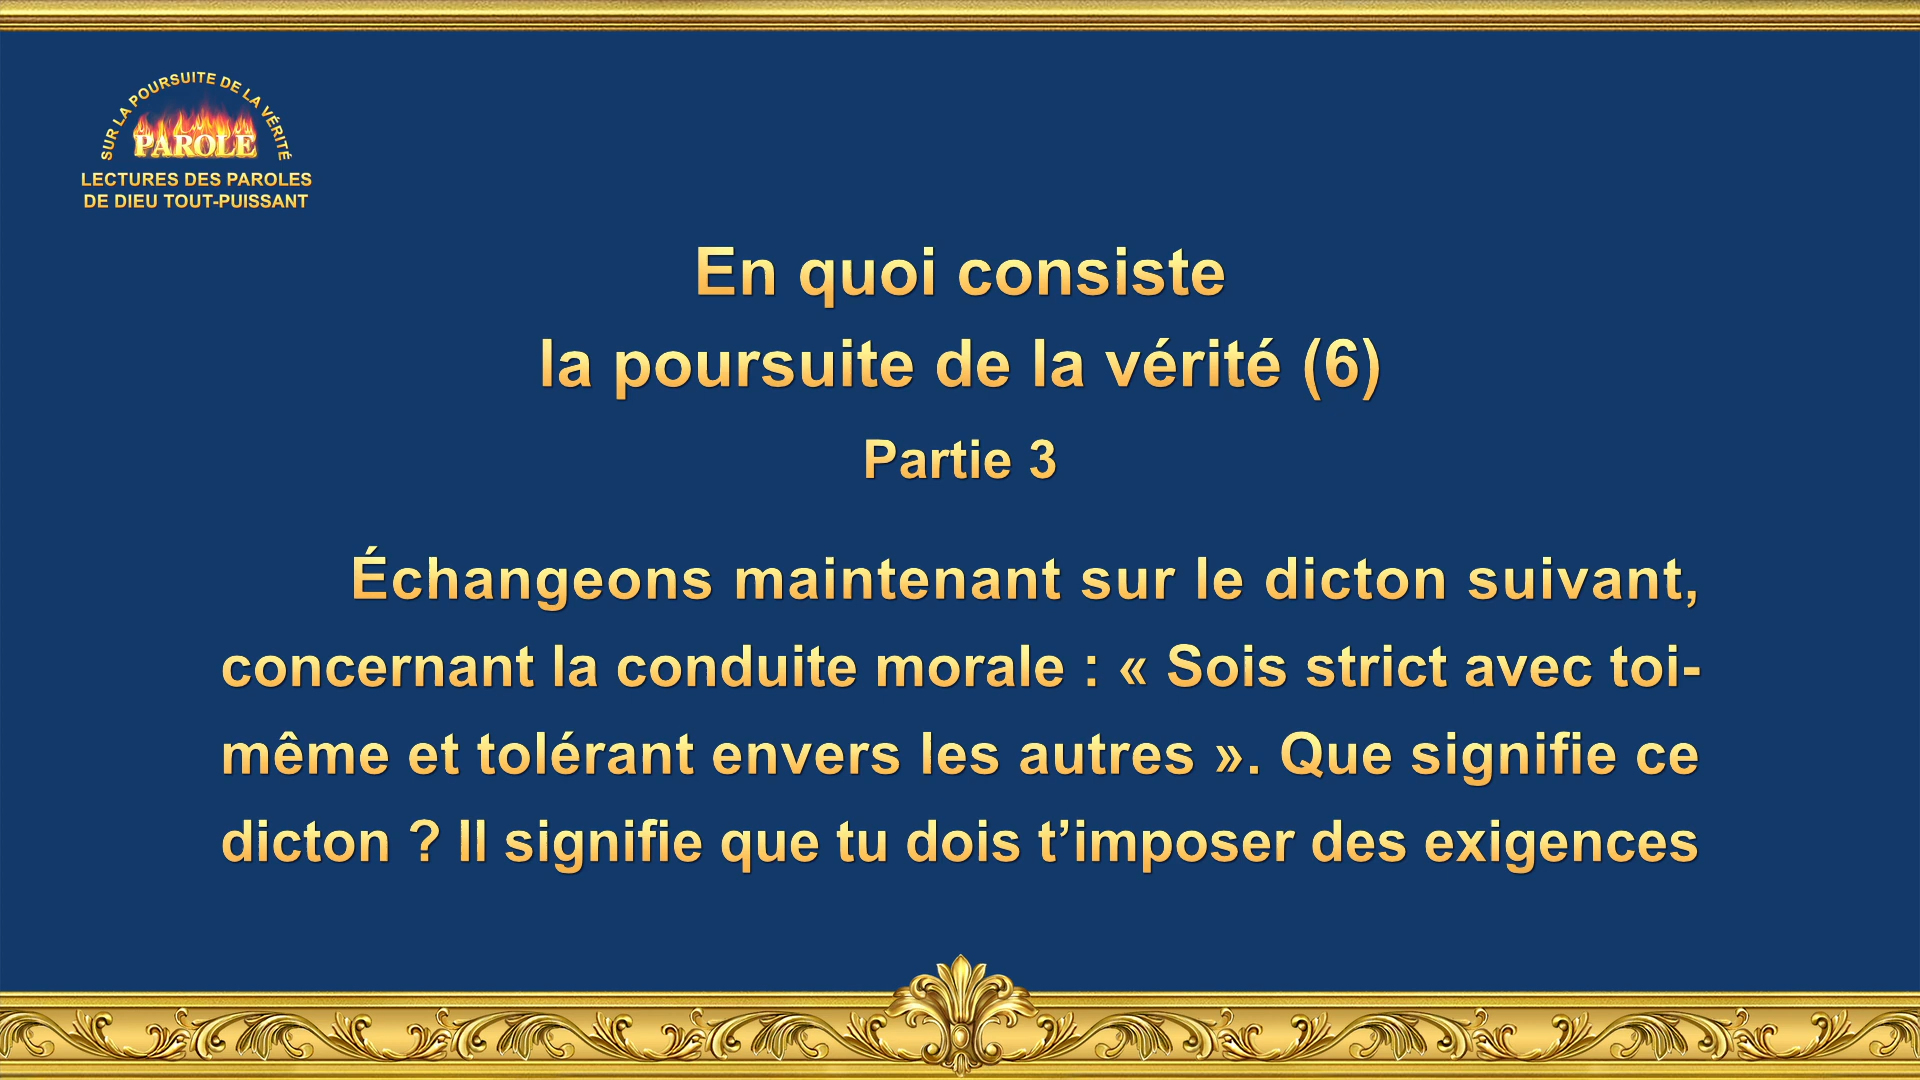 SUR LA POURSUITE DE LA VÉRITÉ
PAROLE
LECTURES DES PAROLES
DE DIEU TOUT-PUISSANT
En quoi consiste
la poursuite de la vérité (6)
Partie 3
Échangeons maintenant sur le dicton suivant,
concernant la conduite morale : « Sois strict avec toi-
même et tolérant envers les autres ». Que signifie ce
dicton ? Il signifie que tu dois t’imposer des exigences